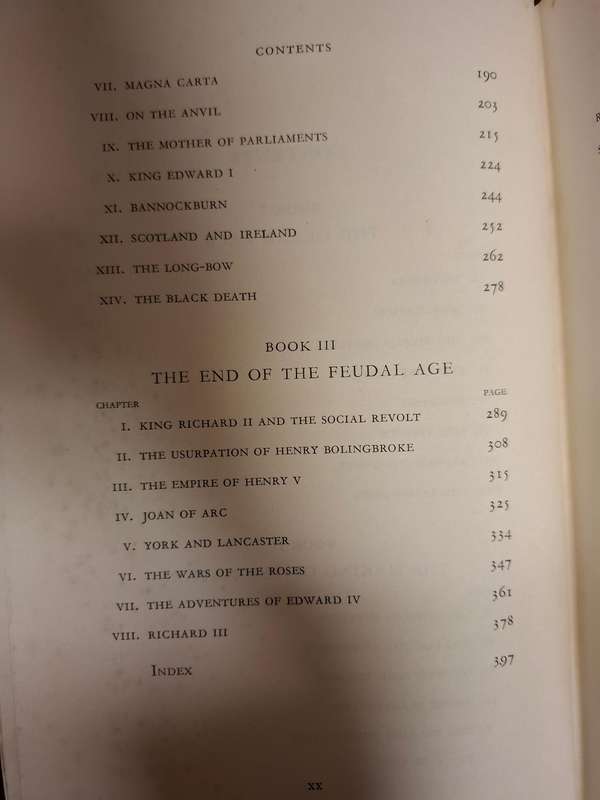 CONTENTS
VII. MAGNA CARTA 190
VIII. ON THE ANVIL 203
IX. THE MOTHER OF PARLIAMENTS 215
X. KING EDWARD I 224
XI. BANNOCKBURN 244
XII. SCOTLAND AND IRELAND 252
XIII. THE LONG-BOW 262
XIV. THE BLACK DEATH 278
BOOK III
THE END OF THE FEUDAL AGE
CHAPTER PAGE
I. KING RICHARD II AND THE SOCIAL REVOLT 289
II. THE USURPATION OF HENRY BOLINGBROKE 308
III. THE EMPIRE OF HENRY V 315
IV. JOAN OF ARC 325
V. YORK AND LANCASTER 334
VI. THE WARS OF THE ROSES 347
VII. THE ADVENTURES OF EDWARD IV 361
VIII. RICHARD III 378
INDEX 397
xx